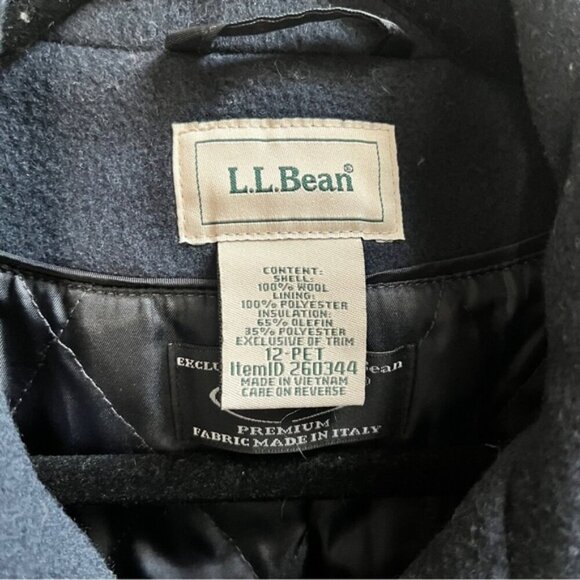 L.L.Bean®
CONTENT:
SHELL:
100% WOOL
LINING:
100% POLYESTER
INSULATION:
65% OLEFIN
35% POLYESTER
EXCLUSIVE OF TRIM
12-PET
ItemID 260344
MADE IN VIETNAM
CARE ON REVERSE
PREMIUM
FABRIC MADE IN ITALY